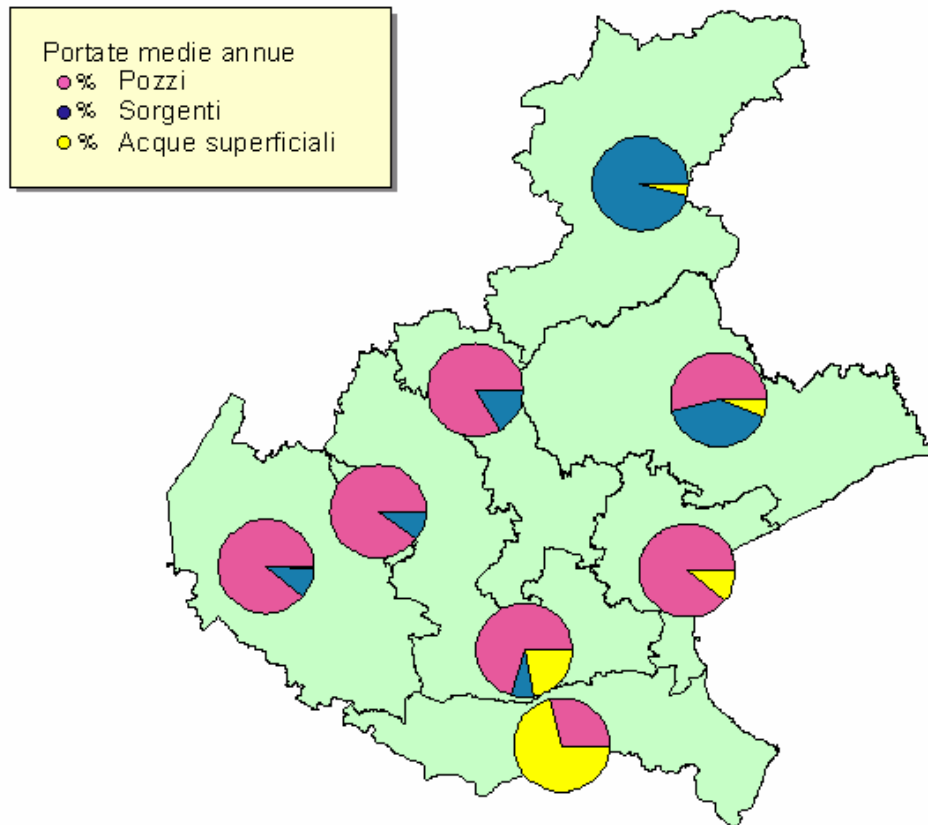 Portate medie annue
% Pozzi
% Sorgenti
% Acque superficiali